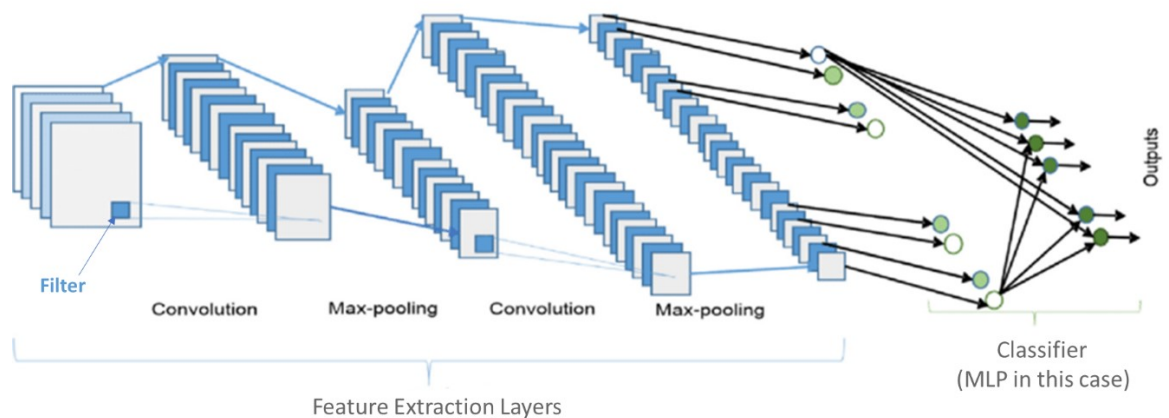 Outputs
Filter
Convolution
Max-pooling
Convolution
Max-pooling
Classifier
(MLP in this case)
Feature Extraction Layers